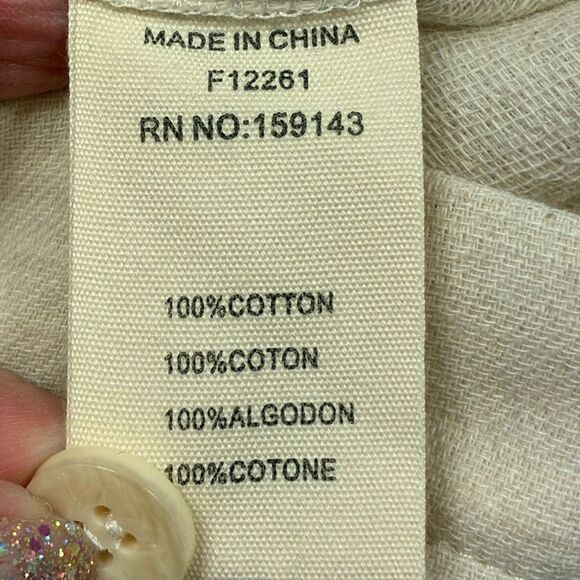 MADE IN CHINA
F12261
RN NO:159143
100%COTTON
100%COTON
100%ALGODON
100%COTONE